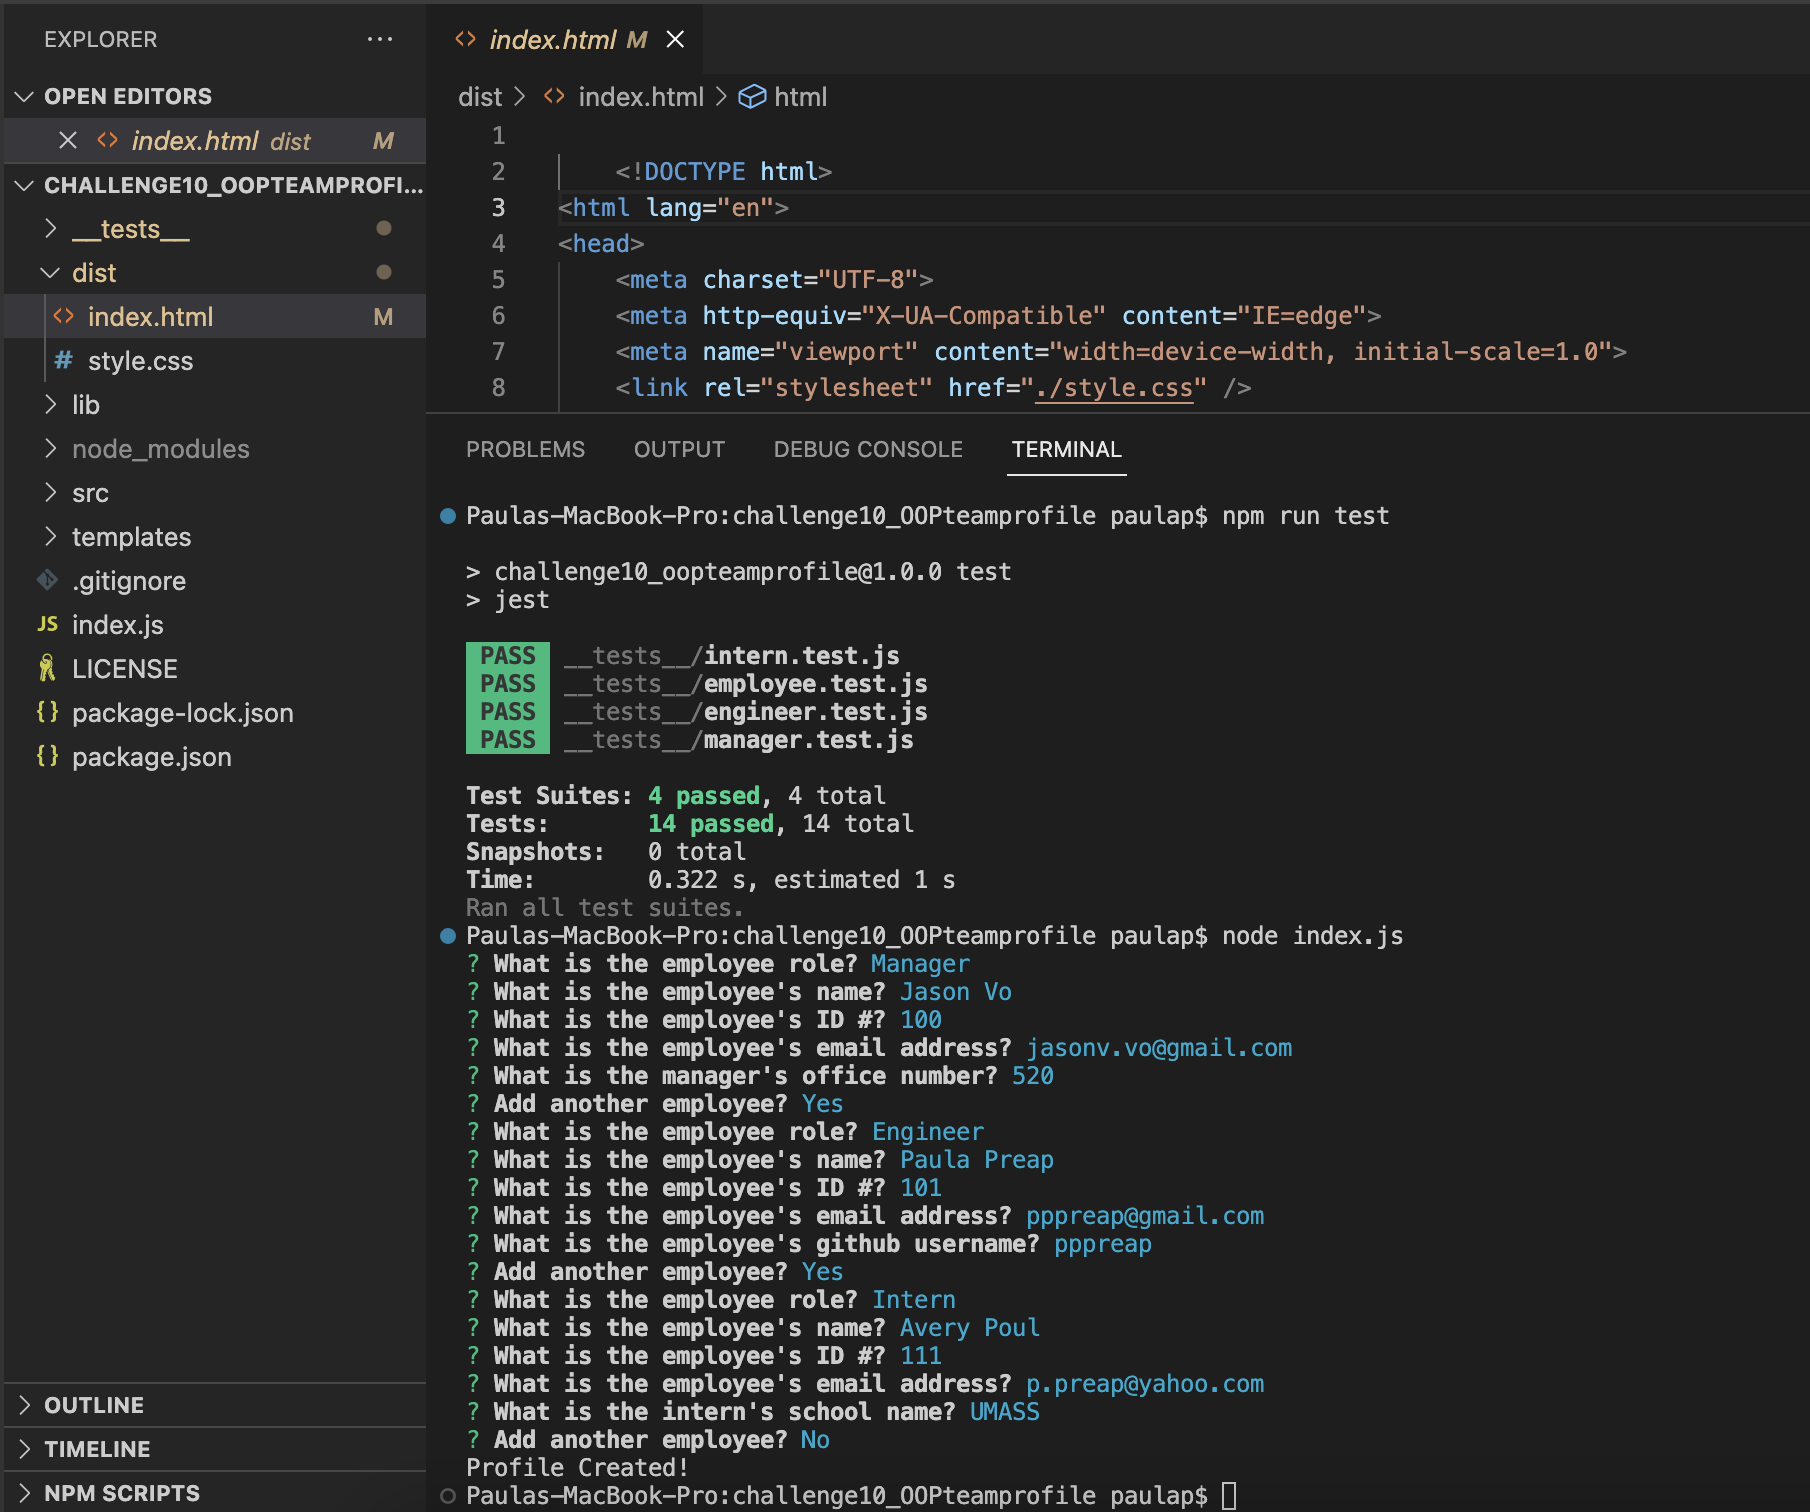 EXPLORER ···
OPEN EDITORS
index.html dist M
CHALLENGE10_OOPTEAMPROFI...
__tests__
dist
index.html M
style.css
lib
node_modules
src
templates
.gitignore
JS index.js
LICENSE
{} package-lock.json
{} package.json
OUTLINE
TIMELINE
NPM SCRIPTS
<> index.html M
dist > <> index.html > html
1
2 <!DOCTYPE html>
3 <html lang="en">
4 <head>
5 <meta charset="UTF-8">
6 <meta http-equiv="X-UA-Compatible" content="IE=edge">
7 <meta name="viewport" content="width=device-width, initial-scale=1.0">
8 <link rel="stylesheet" href="./style.css" />
PROBLEMS OUTPUT DEBUG CONSOLE TERMINAL
Paulas-MacBook-Pro:challenge10_OOPteamprofile paulap$ npm run test
> challenge10_oopteamprofile@1.0.0 test
> jest
PASS __tests__/intern.test.js
PASS __tests__/employee.test.js
PASS __tests__/engineer.test.js
PASS __tests__/manager.test.js
Test Suites: 4 passed, 4 total
Tests: 14 passed, 14 total
Snapshots: 0 total
Time: 0.322 s, estimated 1 s
Ran all test suites.
Paulas-MacBook-Pro:challenge10_OOPteamprofile paulap$ node index.js
? What is the employee role? Manager
? What is the employee's name? Jason Vo
? What is the employee's ID #? 100
? What is the employee's email address? jasonv.vo@gmail.com
? What is the manager's office number? 520
? Add another employee? Yes
? What is the employee role? Engineer
? What is the employee's name? Paula Preap
? What is the employee's ID #? 101
? What is the employee's email address? pppreap@gmail.com
? What is the employee's github username? pppreap
? Add another employee? Yes
? What is the employee role? Intern
? What is the employee's name? Avery Poul
? What is the employee's ID #? 111
? What is the employee's email address? p.preap@yahoo.com
? What is the intern's school name? UMASS
? Add another employee? No
Profile Created!
Paulas-MacBook-Pro:challenge10_OOPteamprofile paulap$